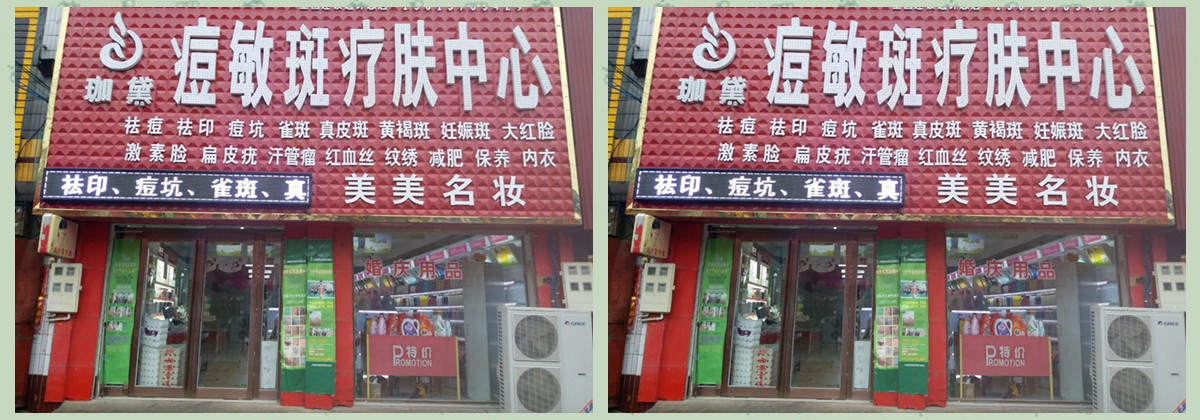 痘敏斑疗肤中心
珈黛
祛痘 祛印 痘坑 雀斑 真皮斑 黄褐斑 妊娠斑 大红脸
激素脸 扁皮疣 汗管瘤 红血丝 纹绣 减肥 保养 内衣
祛印、痘坑、雀斑、真
美美名妆
婚庆用品
特价
PROMOTION
GREE
痘敏斑疗肤中心
珈黛
祛痘 祛印 痘坑 雀斑 真皮斑 黄褐斑 妊娠斑 大红脸
激素脸 扁皮疣 汗管瘤 红血丝 纹绣 减肥 保养 内衣
祛印、痘坑、雀斑、真
美美名妆
婚庆用品
特价
PROMOTION
GREE